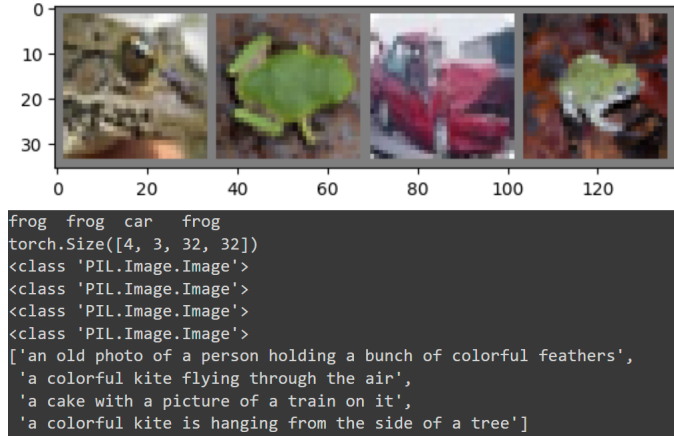 0
10
20
30
0 20 40 60 80 100 120
frog frog car frog
torch.Size([4, 3, 32, 32])
<class 'PIL.Image.Image'>
<class 'PIL.Image.Image'>
<class 'PIL.Image.Image'>
<class 'PIL.Image.Image'>
['an old photo of a person holding a bunch of colorful feathers',
'a colorful kite flying through the air',
'a cake with a picture of a train on it',
'a colorful kite is hanging from the side of a tree']